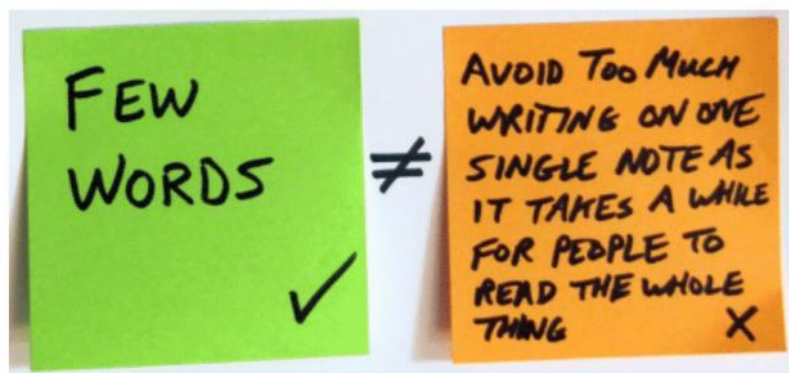 FEW
WORDS
✓
≠
AVOID TOO MUCH
WRITING ON ONE
SINGLE NOTE AS
IT TAKES A WHILE
FOR PEOPLE TO
READ THE WHOLE
THING X